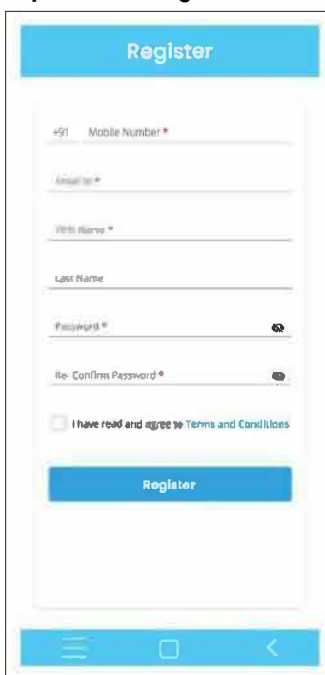 Register
+91 Mobile Number *
Email Id *
First Name *
Last Name
Password *
Re- Confirm Password *
I have read and agree to Terms and Conditions
Register